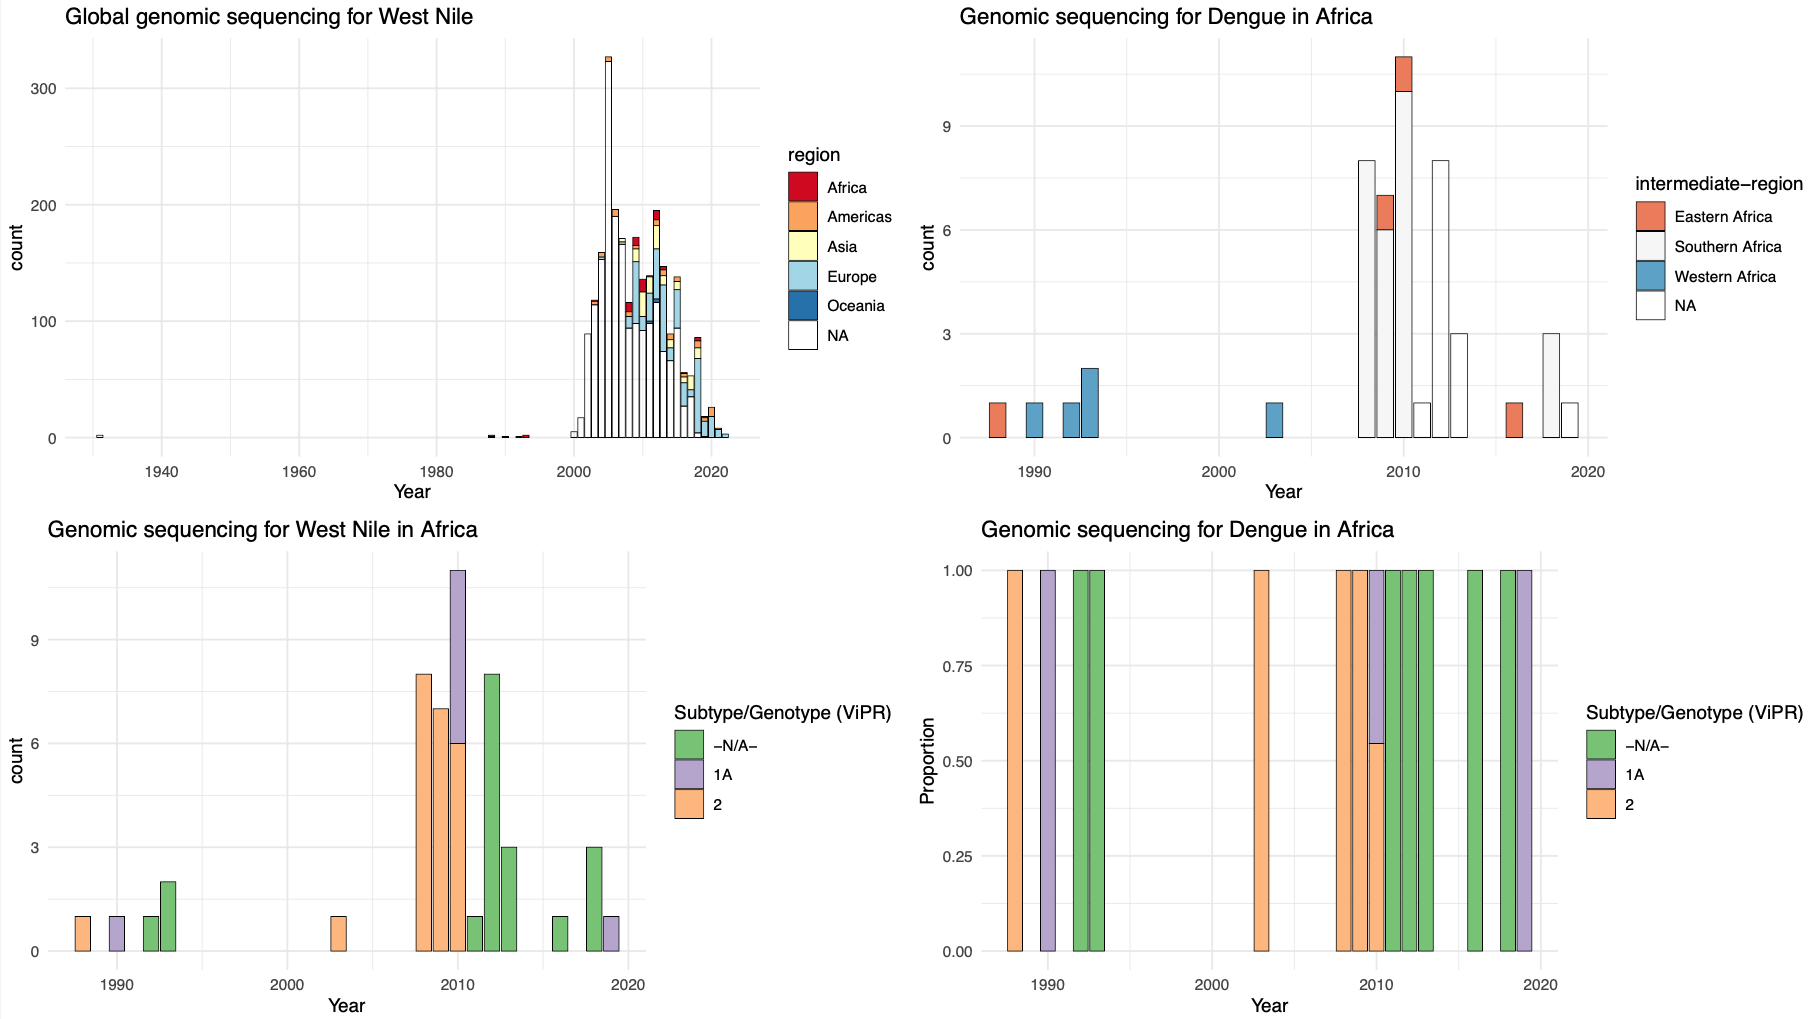 Global genomic sequencing for West Nile
300
200
100
0
count
1940
1960
1980
2000
2020
Year
region
Africa
Americas
Asia
Europe
Oceania
NA
Genomic sequencing for Dengue in Africa
9
6
3
0
count
1990
2000
2010
2020
Year
intermediate−region
Eastern Africa
Southern Africa
Western Africa
NA
Genomic sequencing for West Nile in Africa
9
6
3
0
count
1990
2000
2010
2020
Year
Subtype/Genotype (ViPR)
−N/A−
1A
2
Genomic sequencing for Dengue in Africa
1.00
0.75
0.50
0.25
0.00
Proportion
1990
2000
2010
2020
Year
Subtype/Genotype (ViPR)
−N/A−
1A
2